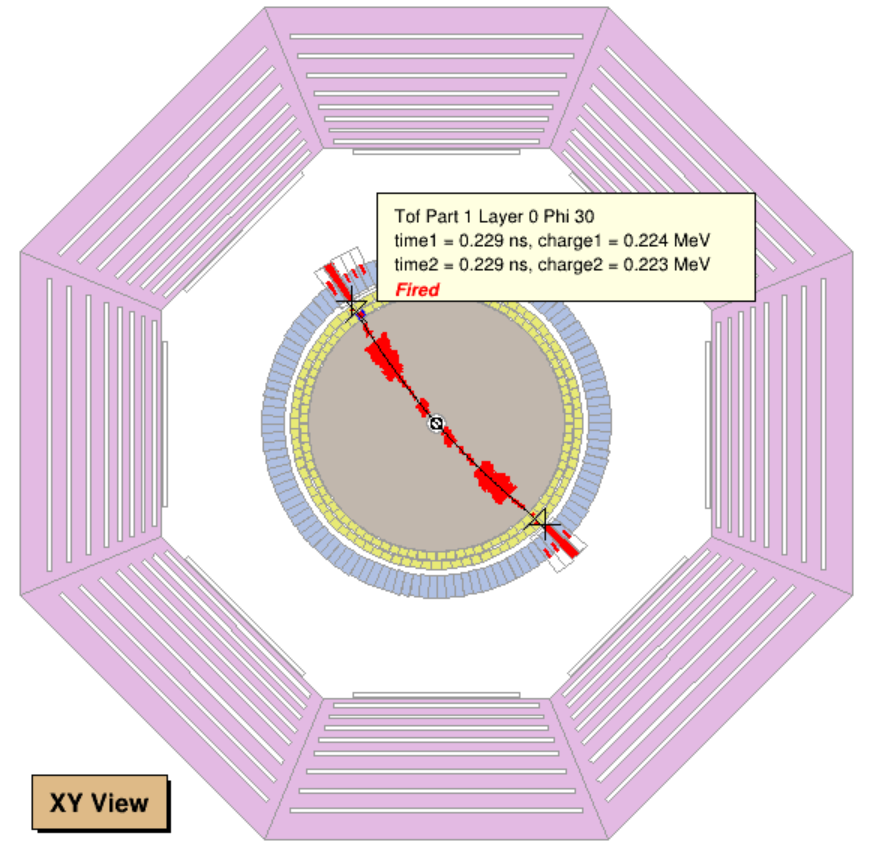 Tof Part 1 Layer 0 Phi 30
time1 = 0.229 ns, charge1 = 0.224 MeV
time2 = 0.229 ns, charge2 = 0.223 MeV
Fired
XY View